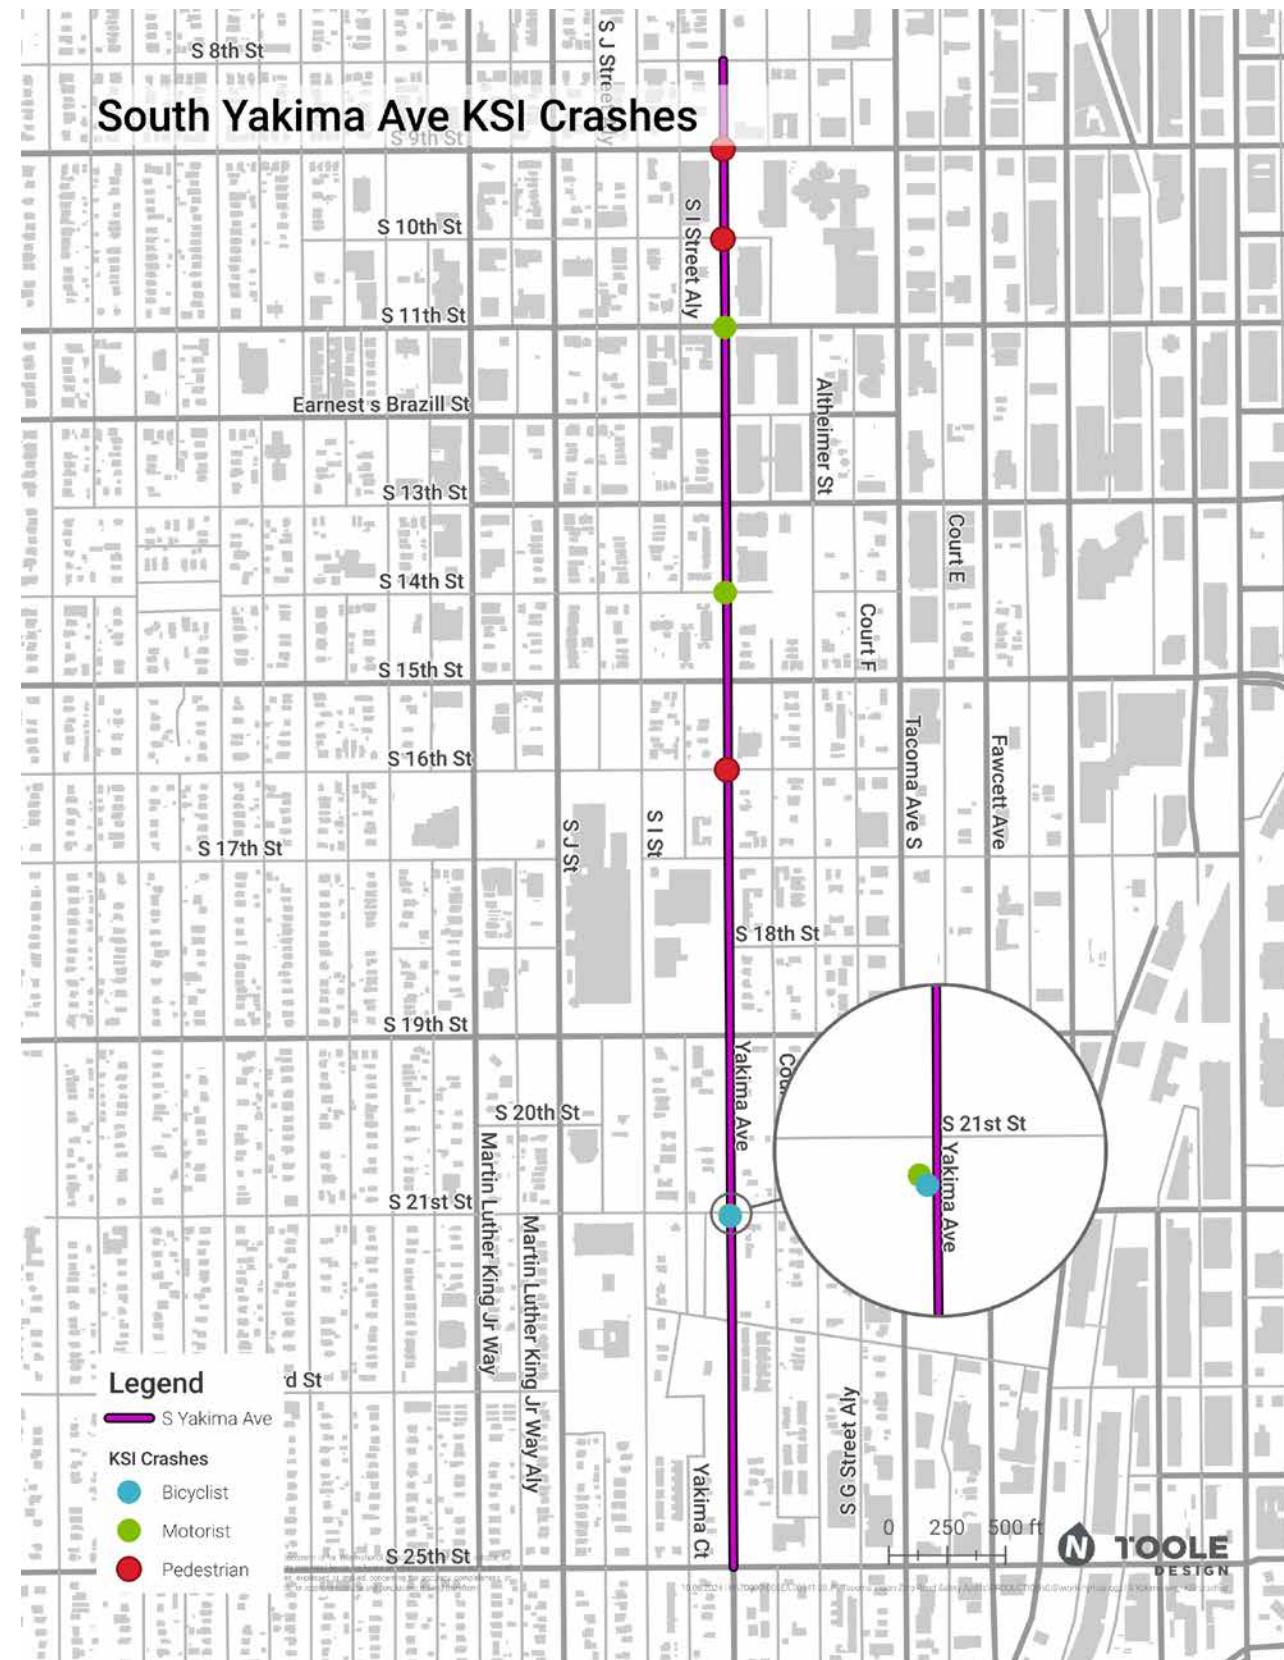 S 8th St
S J Street Aly
South Yakima Ave KSI Crashes
S 9th St
S 10th St
S I Street Aly
S 11th St
Earnest s Brazill St
Altheimer St
S 13th St
Court E
S 14th St
Court F
S 15th St
Tacoma Ave S
Fawcett Ave
S 16th St
S J St
S I St
S 17th St
S 18th St
S 19th St
Yakima Ave
Cou
S 20th St
S 21st St
Yakima Ave
Martin Luther King Jr Way
S 21st St
Martin Luther King Jr Way Aly
d St
S G Street Aly
Yakima Ct
S 25th St
Legend
S Yakima Ave
KSI Crashes
Bicyclist
Motorist
Pedestrian
0 250 500 ft
N TOOLE
DESIGN